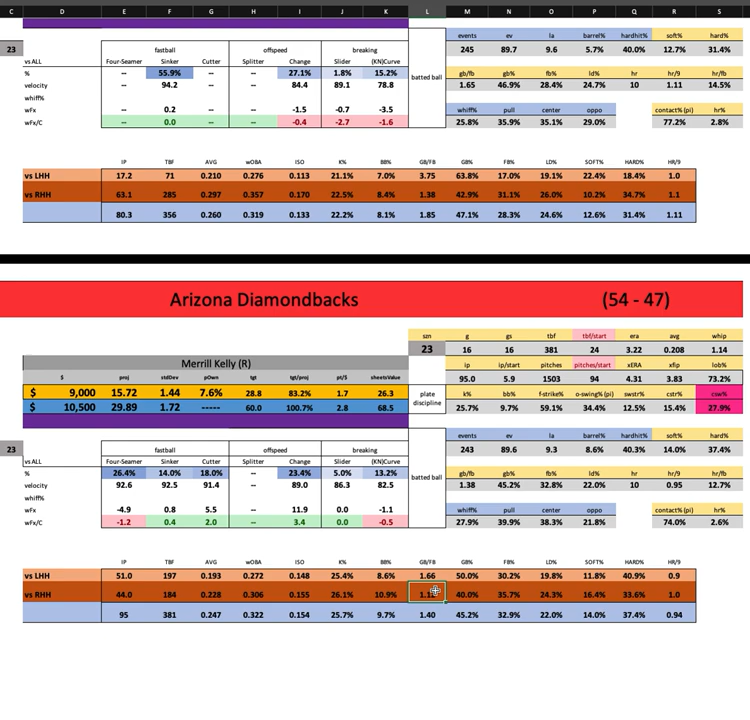 C D E F G H I J K L M N O P Q R S
events ev la barrel% hardhit% soft% hard%
23 245 89.7 9.6 5.7% 40.0% 12.7% 31.4%
fastball offspeed breaking
vs ALL Four-Seamer Sinker Cutter Splitter Change Slider (KN)Curve
% -- 55.9% -- -- 27.1% 1.8% 15.2% batted ball gb/fb gb% fb% ld% hr hr/9 hr/fb
velocity -- 94.2 -- -- 84.4 89.1 78.8 1.65 46.9% 28.4% 24.7% 10 1.11 14.5%
whiff%
wFx -- 0.2 -- -- -1.5 -0.7 -3.5 whiff% pull center oppo contact% (pi) hr%
wFx/C -- 0.0 -- -- -0.4 -2.7 -1.6 25.8% 35.9% 35.1% 29.0% 77.2% 2.8%
IP TBF AVG wOBA ISO K% BB% GB/FB GB% FB% LD% SOFT% HARD% HR/9
vs LHH 17.2 71 0.210 0.276 0.113 21.1% 7.0% 3.75 63.8% 17.0% 19.1% 22.4% 18.4% 1.0
vs RHH 63.1 285 0.297 0.357 0.170 22.5% 8.4% 1.38 42.9% 31.1% 26.0% 10.2% 34.7% 1.1
80.3 356 0.260 0.319 0.133 22.2% 8.1% 1.85 47.1% 28.3% 24.6% 12.6% 31.4% 1.11
Arizona Diamondbacks (54 - 47)
szn g gs tbf tbf/start era avg whip
23 16 16 381 24 3.22 0.208 1.14
Merrill Kelly (R) ip ip/start pitches pitches/start xERA xfip lob%
$ proj stdDev pOwn tgt tgt/proj pt/$ sheetsValue 95.0 5.9 1503 94 4.31 3.83 73.2%
$ 9,000 15.72 1.44 7.6% 28.8 83.2% 1.7 26.3 plate discipline k% bb% f-strike% o-swing% (pi) swstr% cstr% csw%
$ 10,500 29.89 1.72 ----- 60.0 100.7% 2.8 68.5 25.7% 9.7% 59.1% 34.4% 12.5% 15.4% 27.9%
events ev la barrel% hardhit% soft% hard%
23 243 89.6 9.3 8.6% 40.3% 14.0% 37.4%
fastball offspeed breaking
vs ALL Four-Seamer Sinker Cutter Splitter Change Slider (KN)Curve
% 26.4% 14.0% 18.0% -- 23.4% 5.0% 13.2% batted ball gb/fb gb% fb% ld% hr hr/9 hr/fb
velocity 92.6 92.5 91.4 89.0 86.3 82.5 1.38 45.2% 32.8% 22.0% 10 0.95 12.7%
whiff%
wFx -4.9 0.8 5.5 11.9 0.0 -1.1 whiff% pull center oppo contact% (pi) hr%
wFx/C -1.2 0.4 2.0 -- 3.4 0.0 -0.5 27.9% 39.9% 38.3% 21.8% 74.0% 2.6%
IP TBF AVG wOBA ISO K% BB% GB/FB GB% FB% LD% SOFT% HARD% HR/9
vs LHH 51.0 197 0.193 0.272 0.148 25.4% 8.6% 1.66 50.0% 30.2% 19.8% 11.8% 40.9% 0.9
vs RHH 44.0 184 0.228 0.306 0.155 26.1% 10.9% 40.0% 35.7% 24.3% 16.4% 33.6% 1.0
95 381 0.247 0.322 0.154 25.7% 9.7% 1.40 45.2% 32.9% 22.0% 14.0% 37.4% 0.94